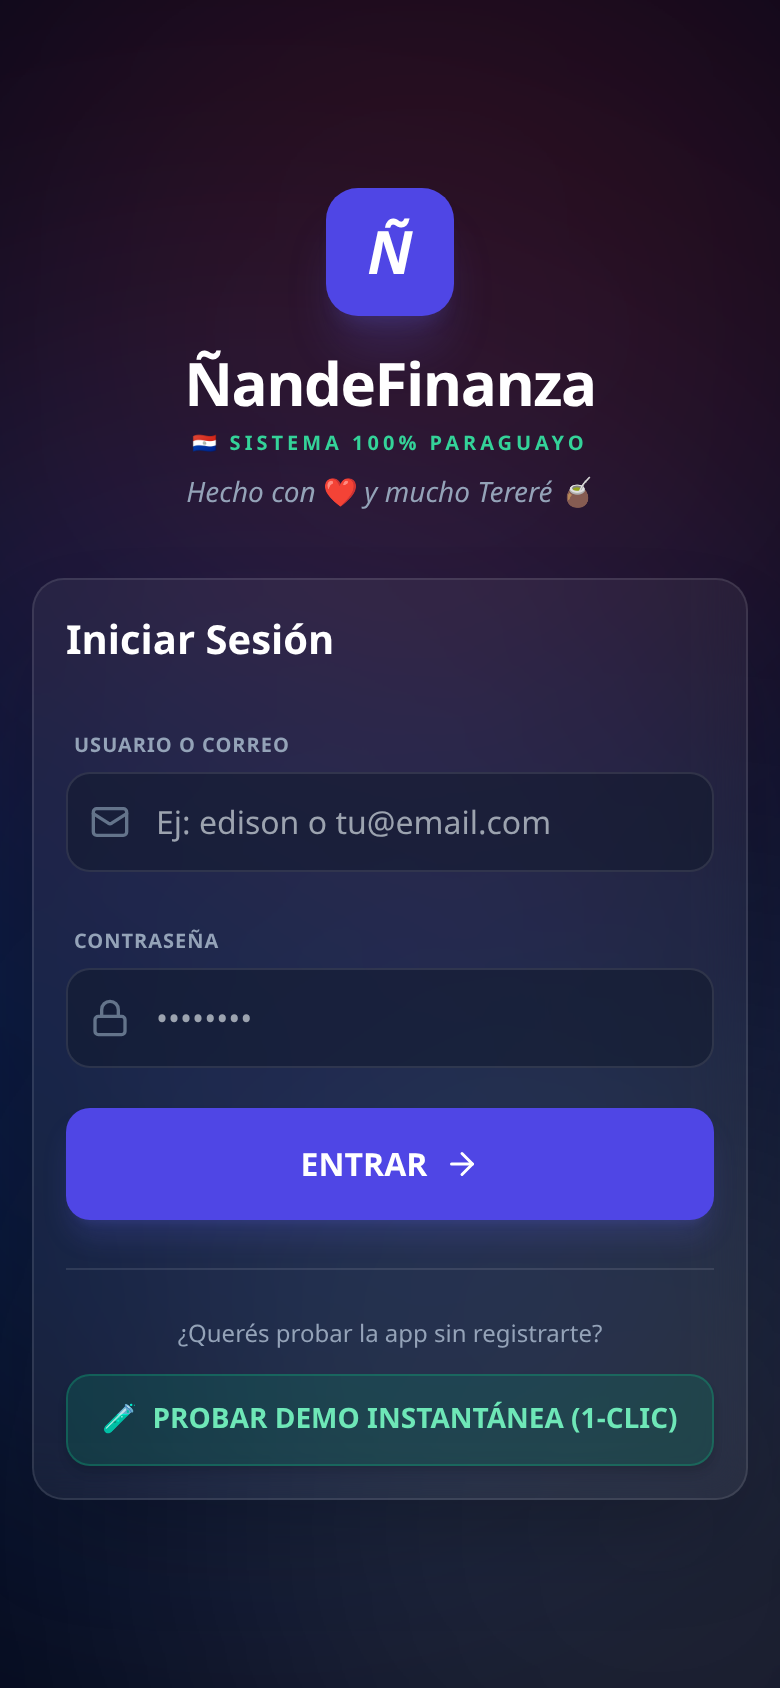 Ñ
ÑandeFinanza
🇵🇾 SISTEMA 100% PARAGUAYO
Hecho con ❤️ y mucho Tereré 🧉
Iniciar Sesión
USUARIO O CORREO
Ej: edison o tu@email.com
CONTRASEÑA
••••••••
ENTRAR →
¿Querés probar la app sin registrarte?
🧪 PROBAR DEMO INSTANTÁNEA (1-CLIC)